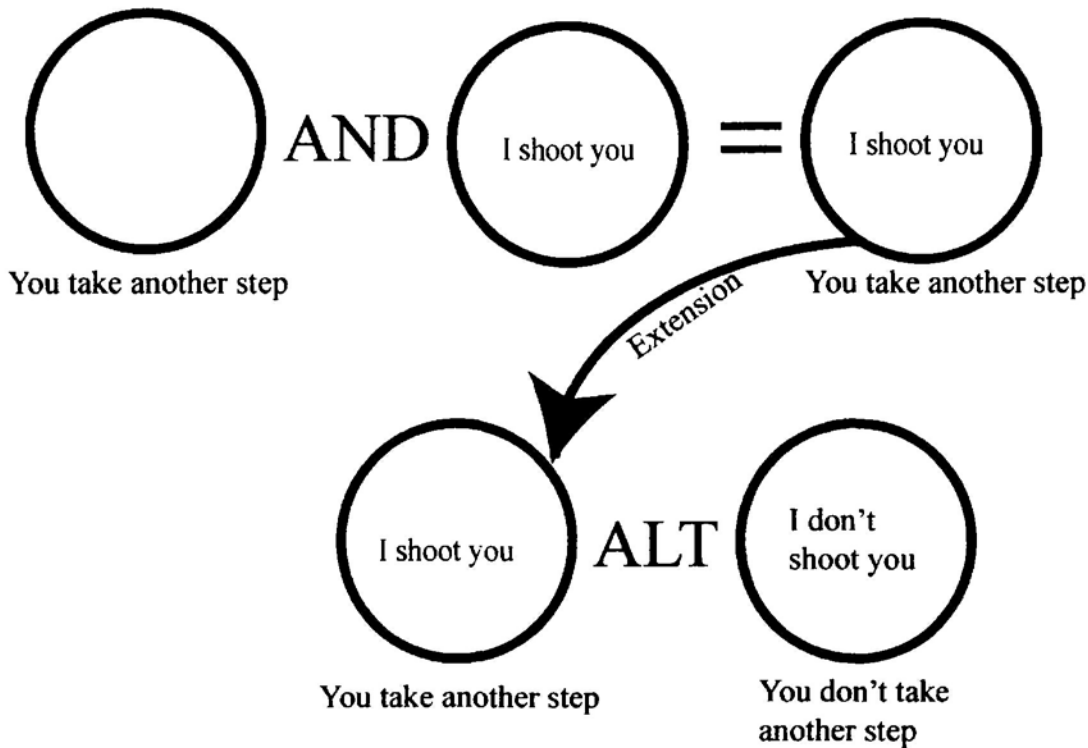 AND
I shoot you
=
I shoot you
You take another step
You take another step
Extension
I shoot you
ALT
I don't
shoot you
You take another step
You don't take
another step